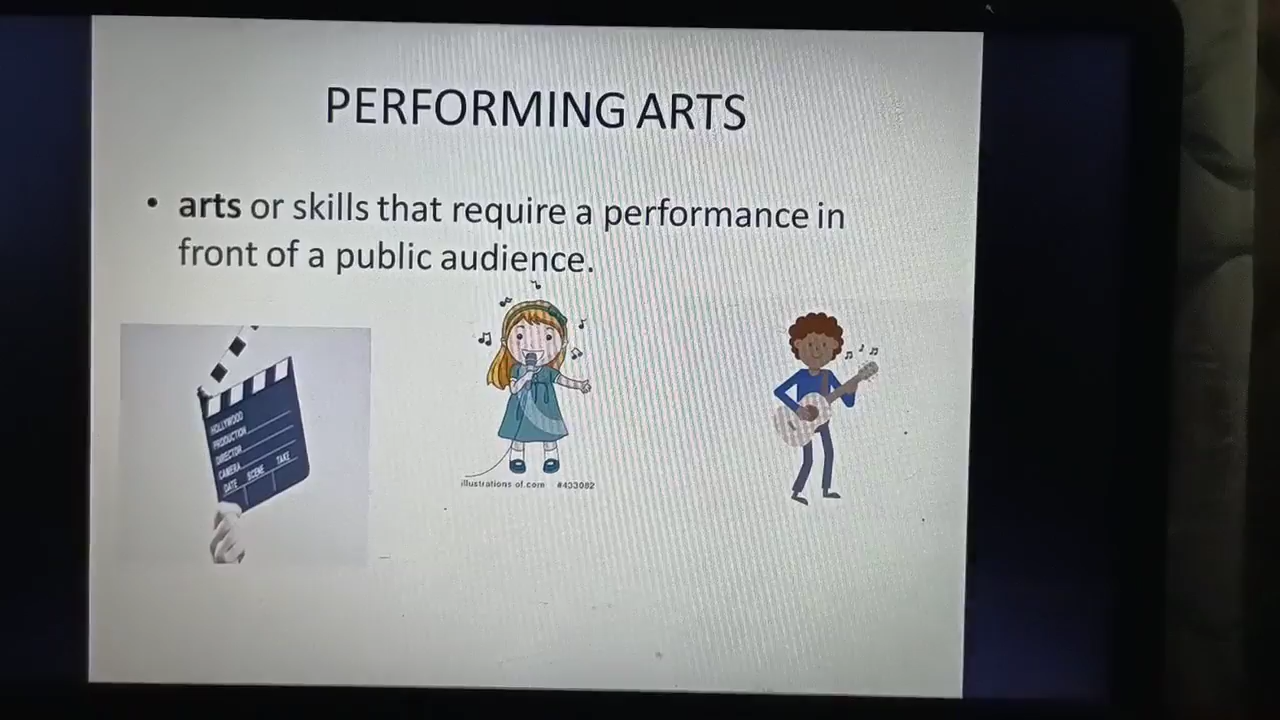 PERFORMING ARTS
• arts or skills that require a performance in
front of a public audience.
HOLLYWOOD
PRODUCTION
DIRECTOR
CAMERA
DATE SCENE TAKE
illustrations of.com #433082